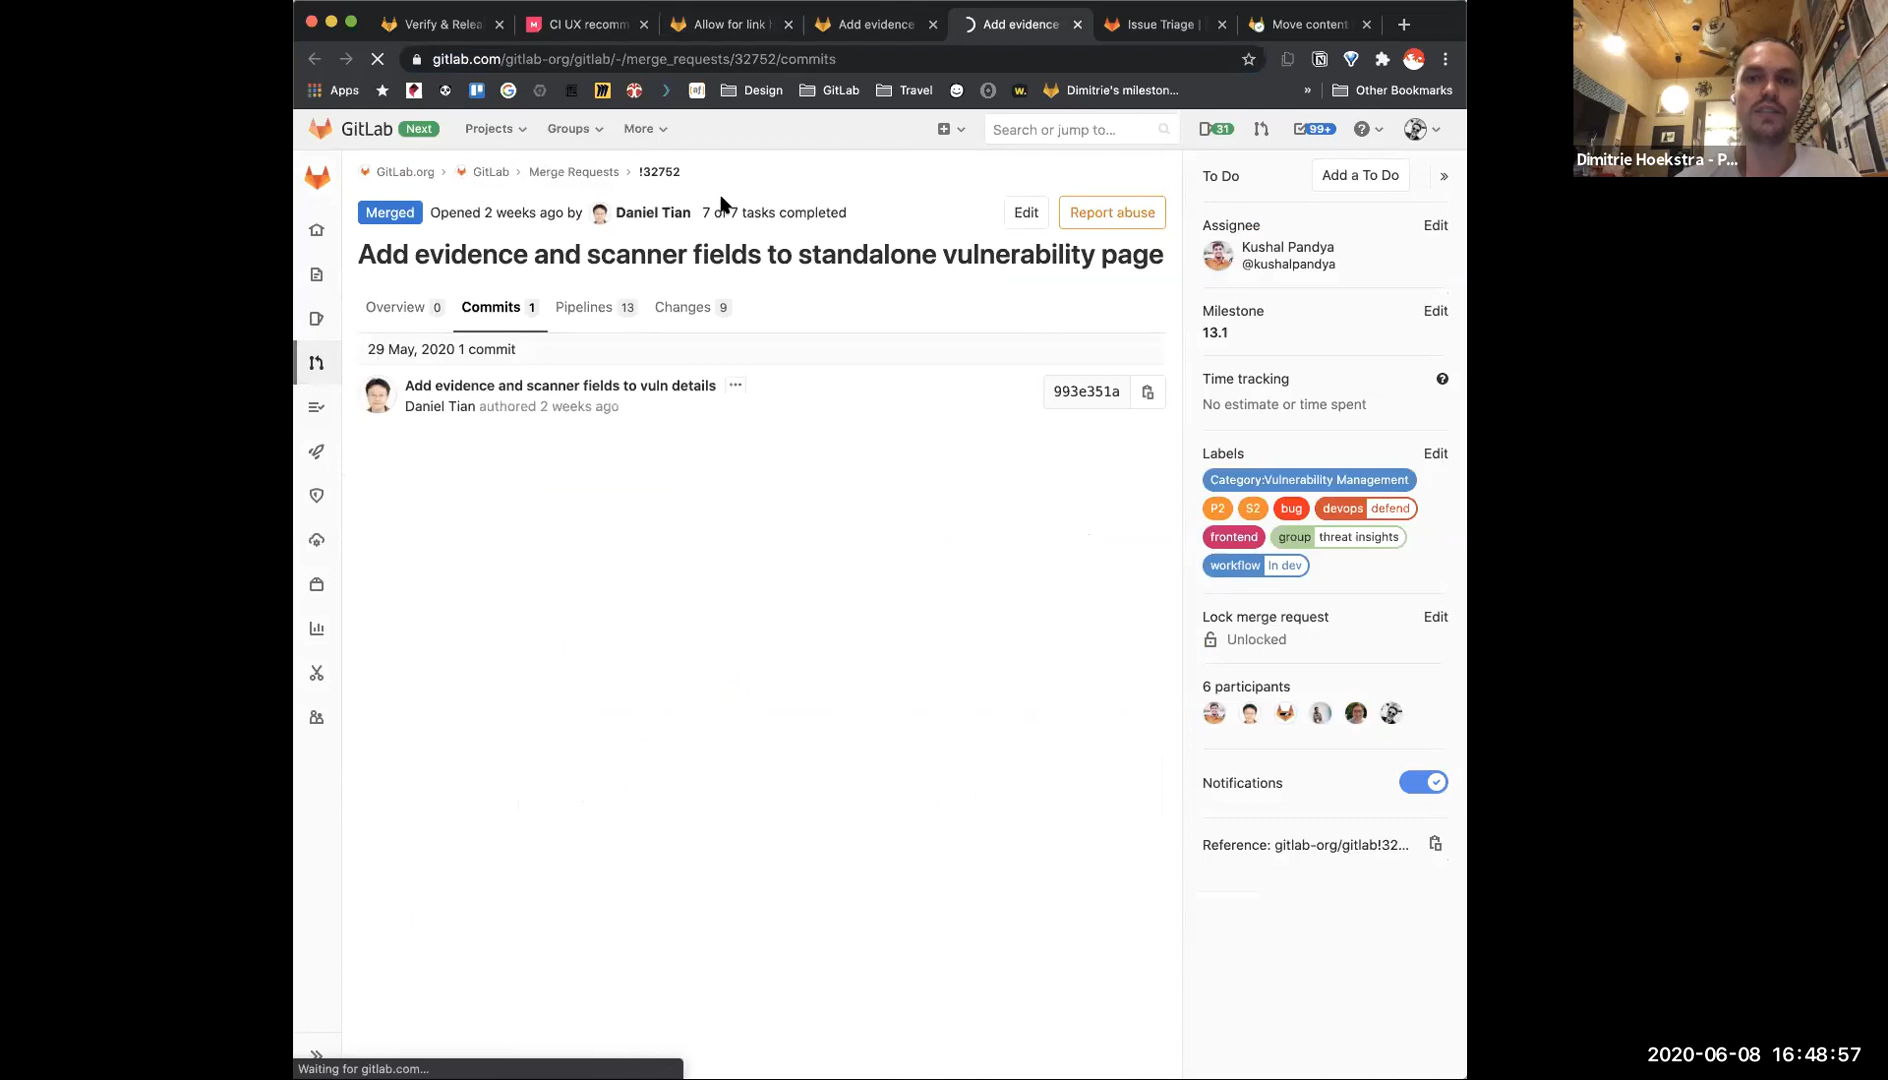 Verify & Relea
CI UX recomm
Allow for link
Add evidence
Add evidence
Issue Triage |
Move content
gitlab.com/gitlab-org/gitlab/-/merge_requests/32752/commits
Apps
Design
GitLab
Travel
w.
Dimitrie's mileston...
»
Other Bookmarks
GitLab Next
Projects
Groups
More
Search or jump to...
31
99+
GitLab.org › GitLab › Merge Requests › !32752
Merged Opened 2 weeks ago by Daniel Tian 7 of 7 tasks completed
Edit
Report abuse
Add evidence and scanner fields to standalone vulnerability page
Overview 0 Commits 1 Pipelines 13 Changes 9
29 May, 2020 1 commit
Add evidence and scanner fields to vuln details
Daniel Tian authored 2 weeks ago
993e351a
To Do
Add a To Do
»
Assignee
Edit
Kushal Pandya
@kushalpandya
Milestone
Edit
13.1
Time tracking
No estimate or time spent
Labels
Edit
Category:Vulnerability Management
P2 S2 bug devops defend
frontend group threat insights
workflow In dev
Lock merge request
Edit
Unlocked
6 participants
Notifications
Reference: gitlab-org/gitlab!32...
Waiting for gitlab.com...
Dimitrie Hoekstra - P...
2020-06-08 16:48:57